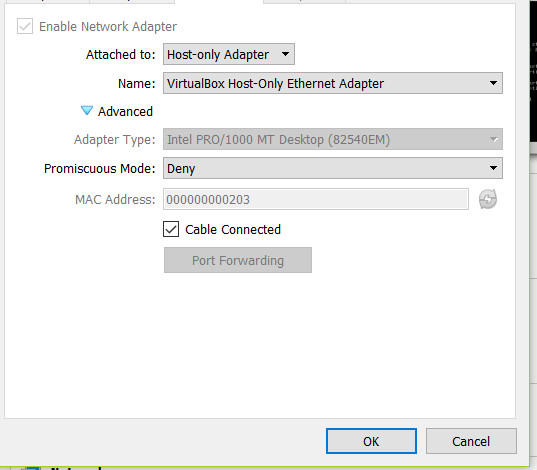 Enable Network Adapter
Attached to: Host-only Adapter
Name: VirtualBox Host-Only Ethernet Adapter
Advanced
Adapter Type: Intel PRO/1000 MT Desktop (82540EM)
Promiscuous Mode: Deny
MAC Address: 000000000203
Cable Connected
Port Forwarding
OK Cancel